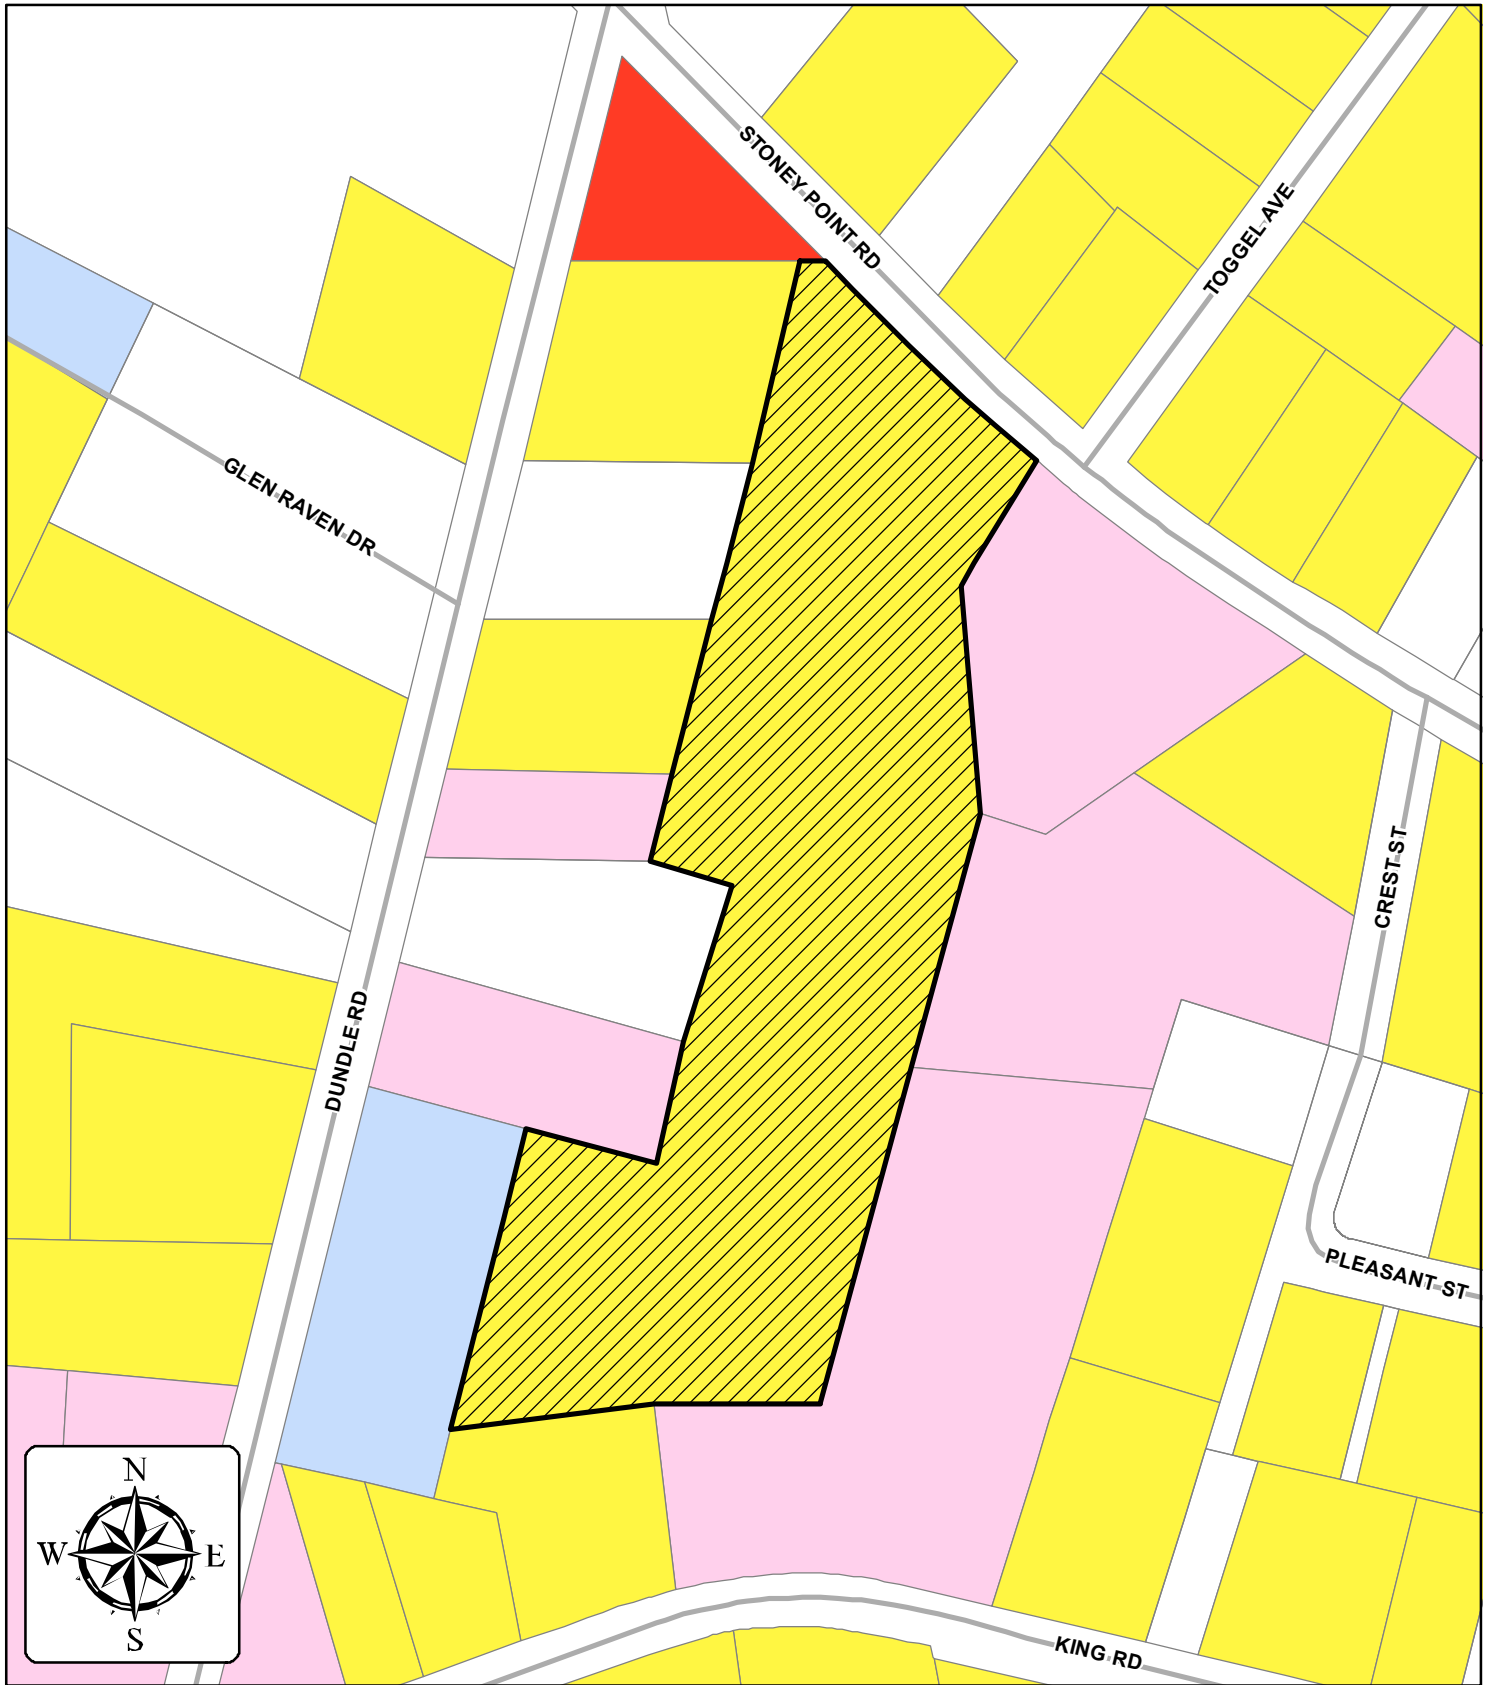 STONEY POINT RD
TOGGEL AVE
GLEN RAVEN DR
CREST ST
DUNDLE RD
PLEASANT ST
N
W E
S
KING RD